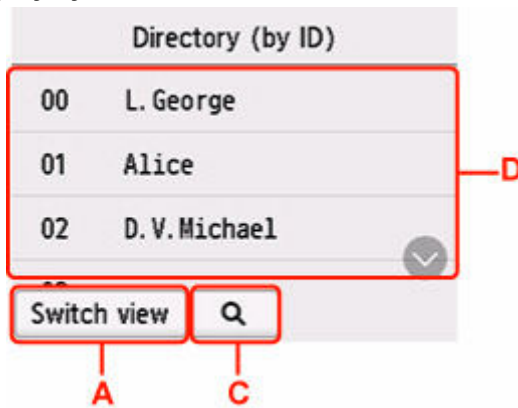 Directory (by ID)
00 L.George
01 Alice
D
02 D.V.Michael
Switch view
A C